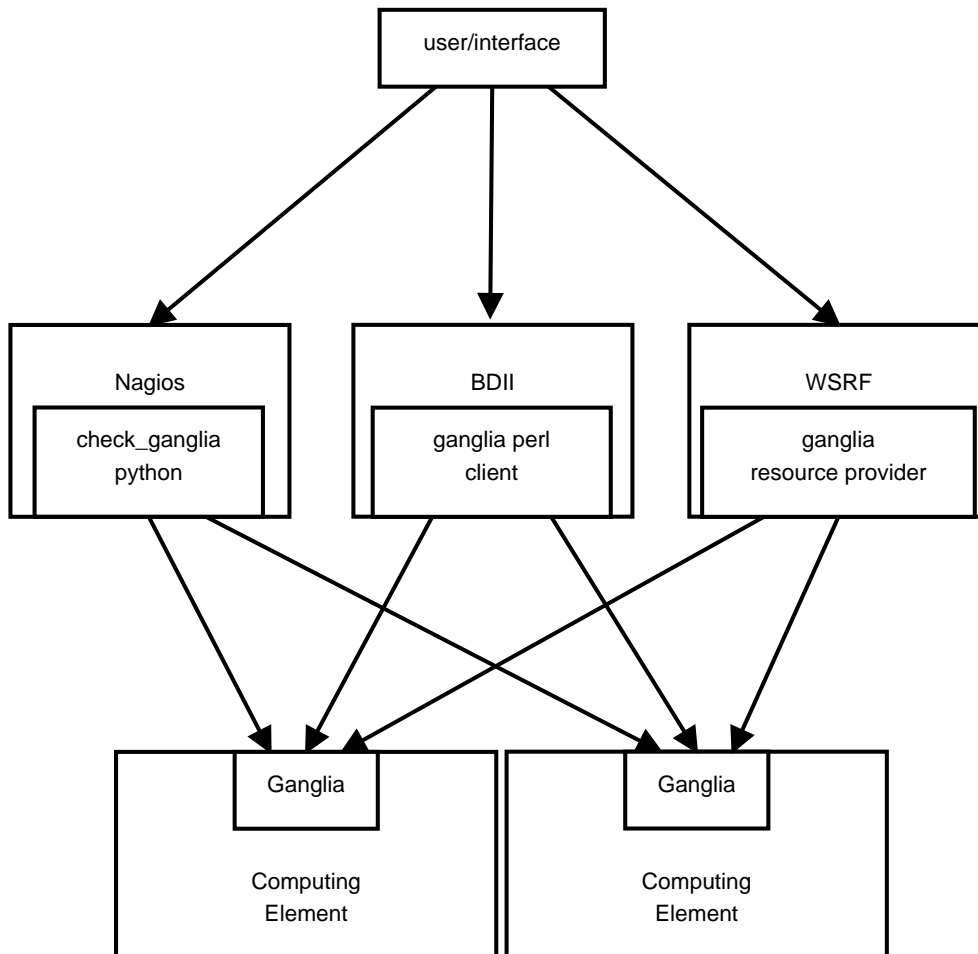 user/interface
Nagios
check_ganglia
python
BDII
ganglia perl
client
WSRF
ganglia
resource provider
Ganglia
Computing
Element
Ganglia
Computing
Element